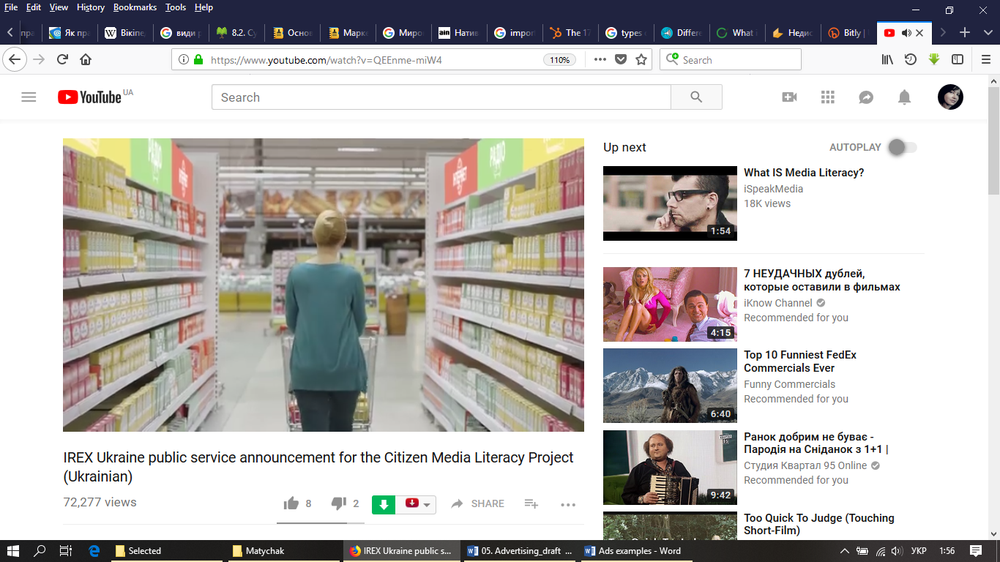 File Edit View History Bookmarks Tools Help
Як пра
Вікіпе,
види р
8.2. Су
Основ
Марке
Миро
ain Натив
impor
The 17
types
Differe
What i
Недис
Bitly |
https://www.youtube.com/watch?v=QEEnme-miW4 110% Search
YouTube UA Search
РАДІО
РАДІО
Up next AUTOPLAY
What IS Media Literacy?
iSpeakMedia
18K views
1:54
7 НЕУДАЧНЫХ дублей,
которые оставили в фильмах
iKnow Channel
Recommended for you
4:15
Top 10 Funniest FedEx
Commercials Ever
Funny Commercials
Recommended for you
6:40
Ранок добрим не буває -
Пародія на Сніданок з 1+1 |
Студия Квартал 95 Online
Recommended for you
9:42
Too Quick To Judge (Touching
Short-Film)
IREX Ukraine public service announcement for the Citizen Media Literacy Project
(Ukrainian)
72,277 views 8 2 SHARE
Selected Matychak IREX Ukraine public s... 05. Advertising_draft ... Ads examples - Word УКР 1:56